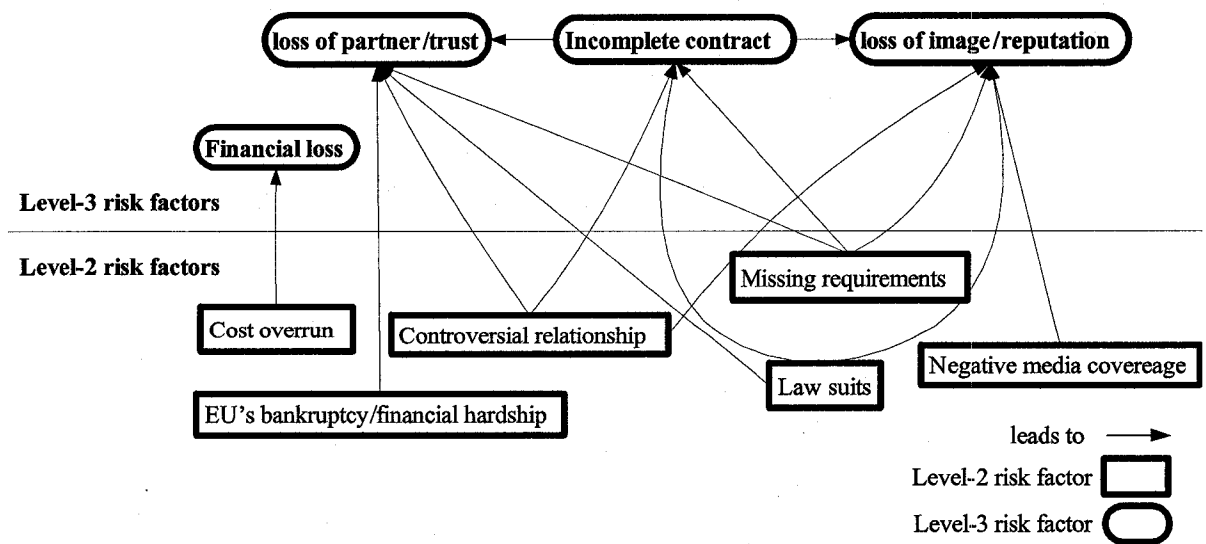 loss of partner/trust
Incomplete contract
loss of image/reputation
Financial loss
Level-3 risk factors
Level-2 risk factors
Missing requirements
Cost overrun
Controversial relationship
Negative media covereage
Law suits
EU's bankruptcy/financial hardship
leads to
Level-2 risk factor
Level-3 risk factor